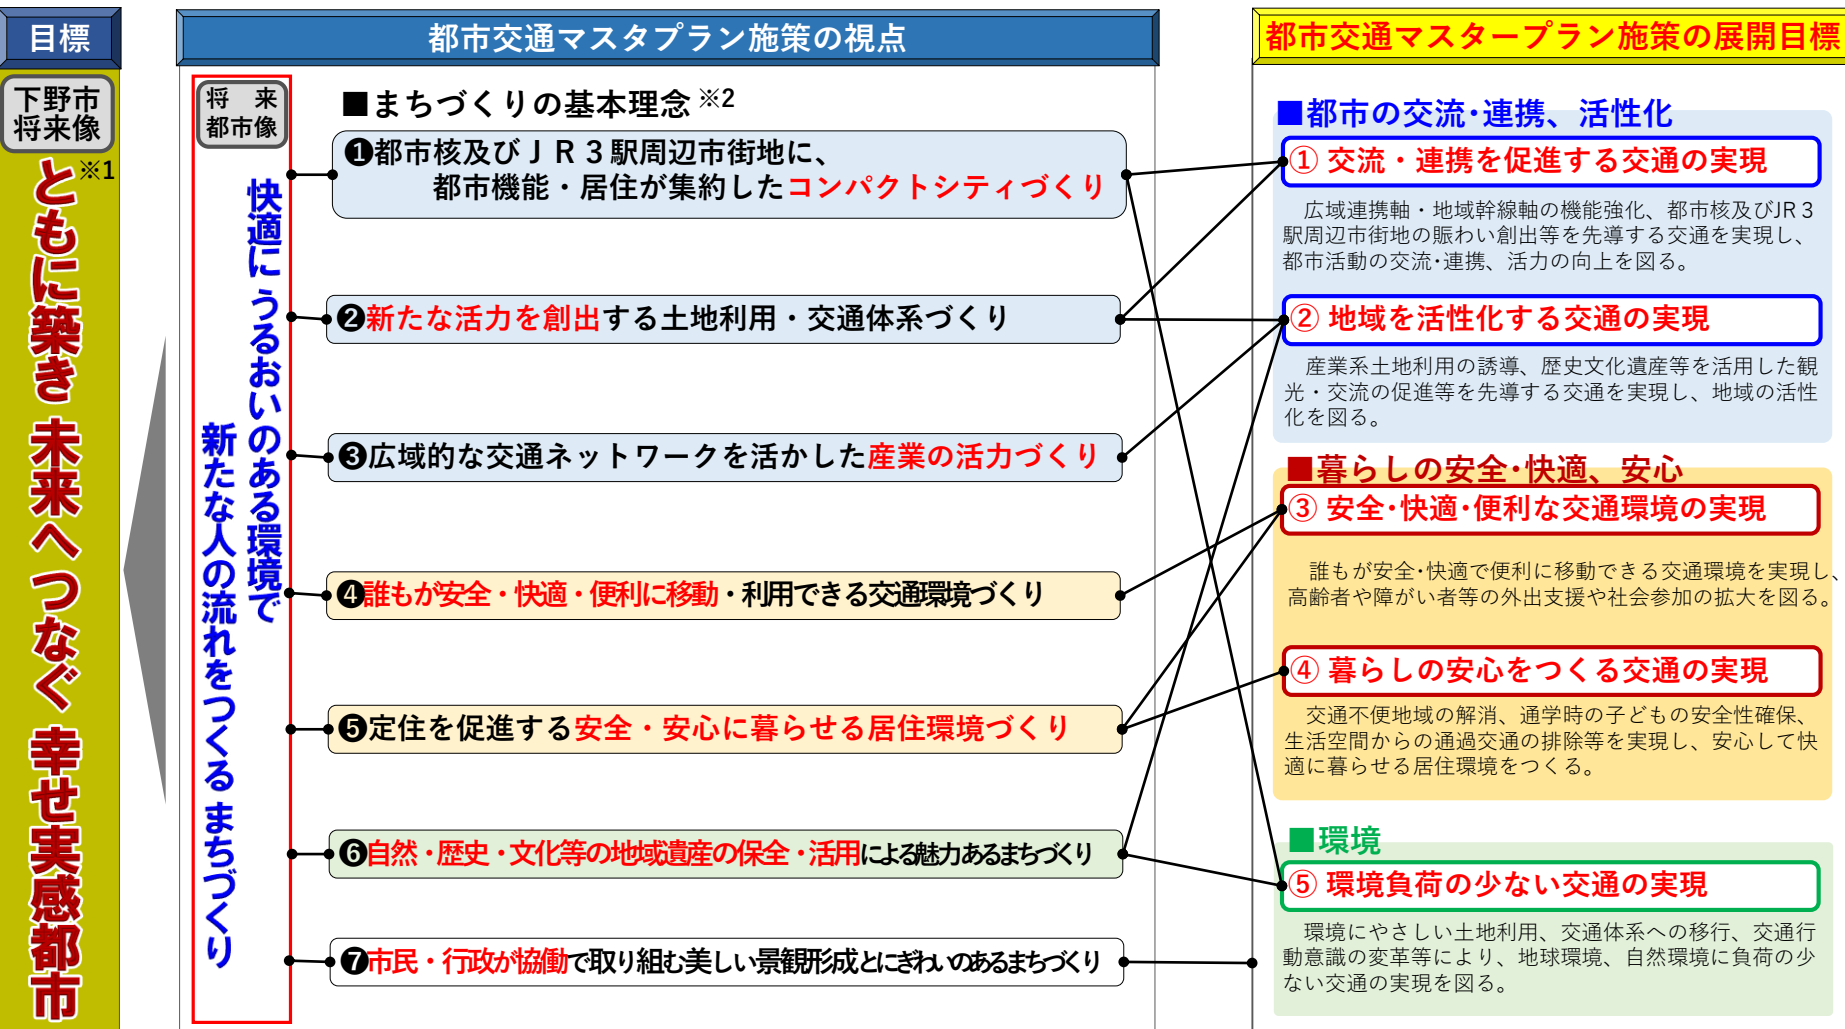 目標
下野市
将来像
※1
ともに築き 未来へつなぐ 幸せ実感都市
都市交通マスタプラン施策の視点
将　来
都市像
快適に うるおいのある環境で
新たな人の流れをつくる まちづくり
■まちづくりの基本理念※2
❶都市核及びＪＲ３駅周辺市街地に、
都市機能・居住が集約したコンパクトシティづくり
❷新たな活力を創出する土地利用・交通体系づくり
❸広域的な交通ネットワークを活かした産業の活力づくり
❹誰もが安全・快適・便利に移動・利用できる交通環境づくり
❺定住を促進する安全・安心に暮らせる居住環境づくり
❻自然・歴史・文化等の地域遺産の保全・活用による魅力あるまちづくり
❼市民・行政が協働で取り組む美しい景観形成とにぎわいのあるまちづくり
都市交通マスタープラン施策の展開目標
■都市の交流･連携、活性化
① 交流・連携を促進する交通の実現
広域連携軸・地域幹線軸の機能強化、都市核及びJR３
駅周辺市街地の賑わい創出等を先導する交通を実現し、
都市活動の交流･連携、活力の向上を図る。
② 地域を活性化する交通の実現
産業系土地利用の誘導、歴史文化遺産等を活用した観
光・交流の促進等を先導する交通を実現し、地域の活性
化を図る。
■暮らしの安全･快適、安心
③ 安全･快適･便利な交通環境の実現
誰もが安全･快適で便利に移動できる交通環境を実現し、
高齢者や障がい者等の外出支援や社会参加の拡大を図る。
④ 暮らしの安心をつくる交通の実現
交通不便地域の解消、通学時の子どもの安全性確保、
生活空間からの通過交通の排除等を実現し、安心して快
適に暮らせる居住環境をつくる。
■環境
⑤ 環境負荷の少ない交通の実現
環境にやさしい土地利用、交通体系への移行、交通行
動意識の変革等により、地球環境、自然環境に負荷の少
ない交通の実現を図る。